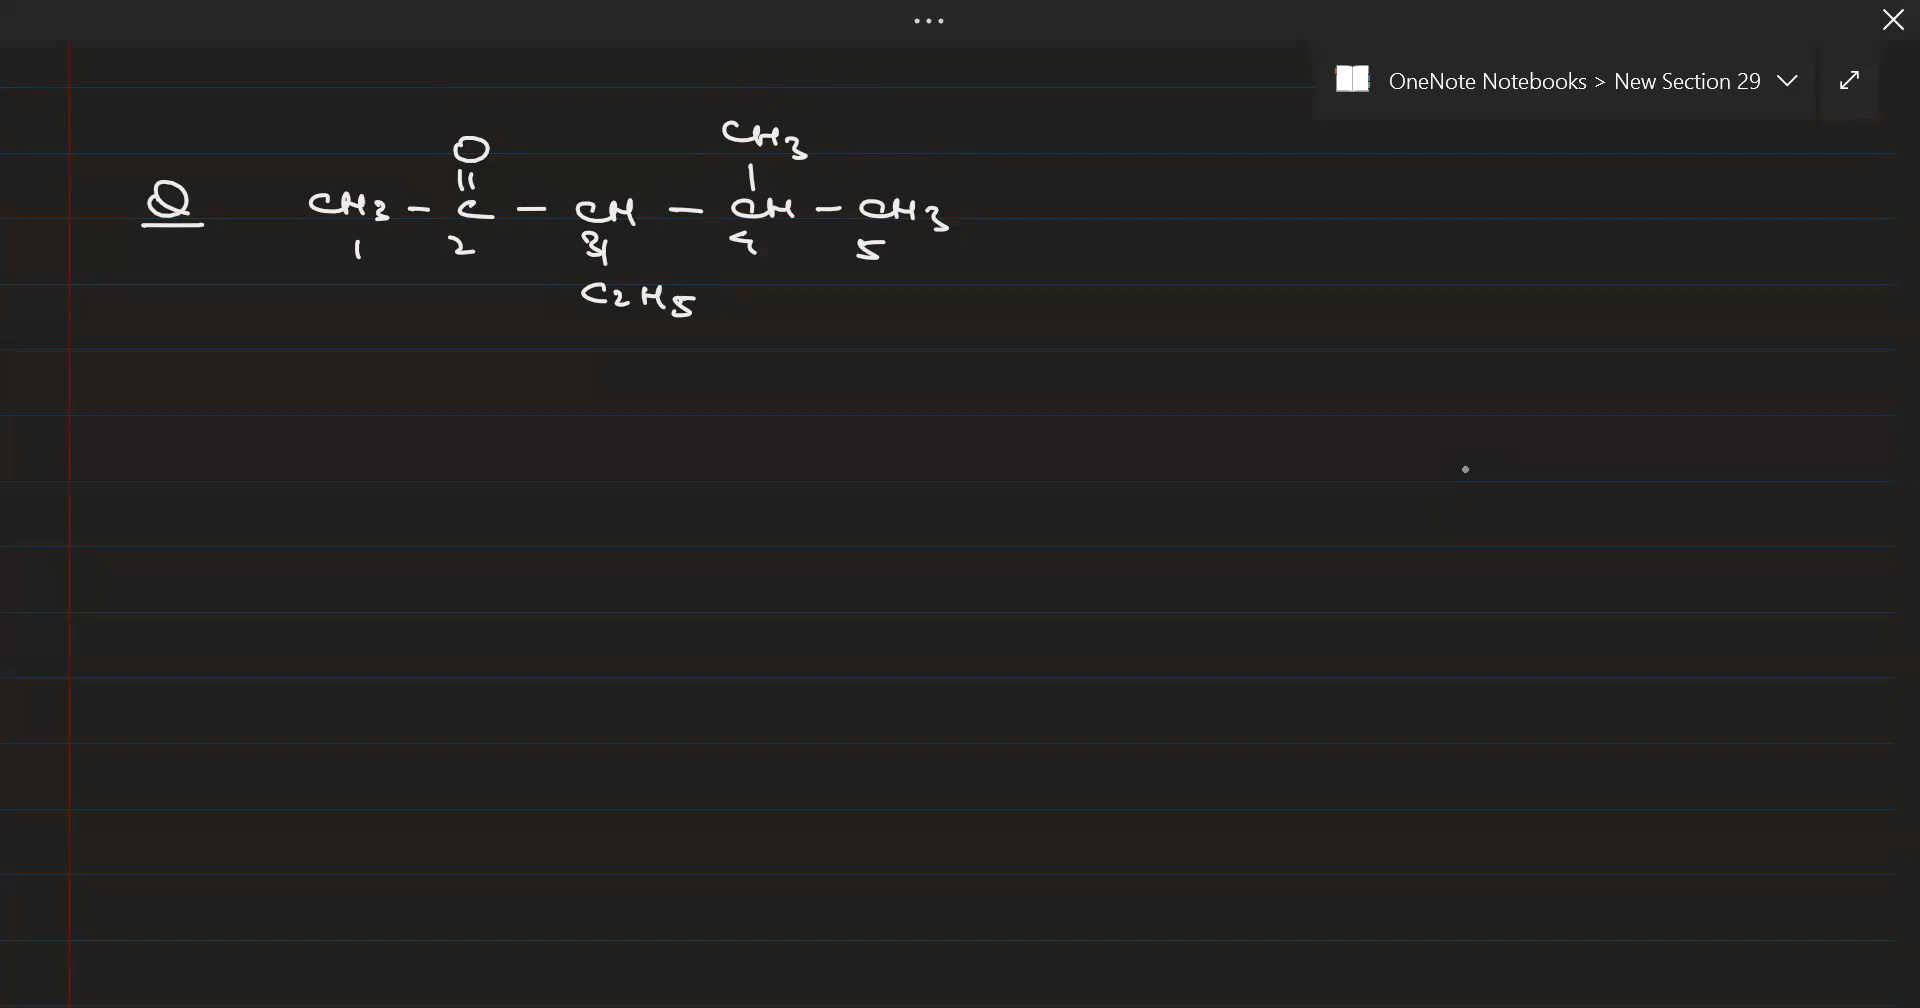 ...
OneNote Notebooks > New Section 29
O CH3
||  |
Q CH3 - C - CH - CH - CH3
1 2 3 4 5
C2H5